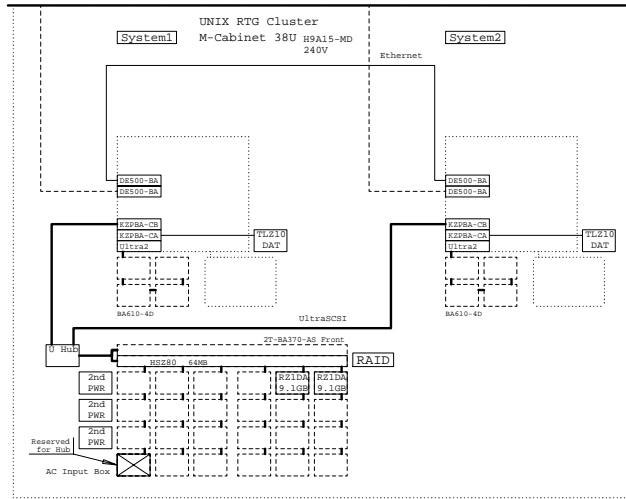 UNIX RTG Cluster
System1
M-Cabinet 38U
H9A15-MD
240V
System2
Ethernet
DE500-BA
DE500-BA
DE500-BA
DE500-BA
KZPBA-CB
KZPBA-CA
Ultra2
TLZ10
DAT
KZPBA-CB
KZPBA-CA
Ultra2
TLZ10
DAT
BA610-4D
BA610-4D
UltraSCSI
2T-BA370-AS Front
U Hub
HSZ80 64MB
RAID
2nd
PWR
RZ1DA
9.1GB
RZ1DA
9.1GB
2nd
PWR
2nd
PWR
Reserved
for Hub
AC Input Box